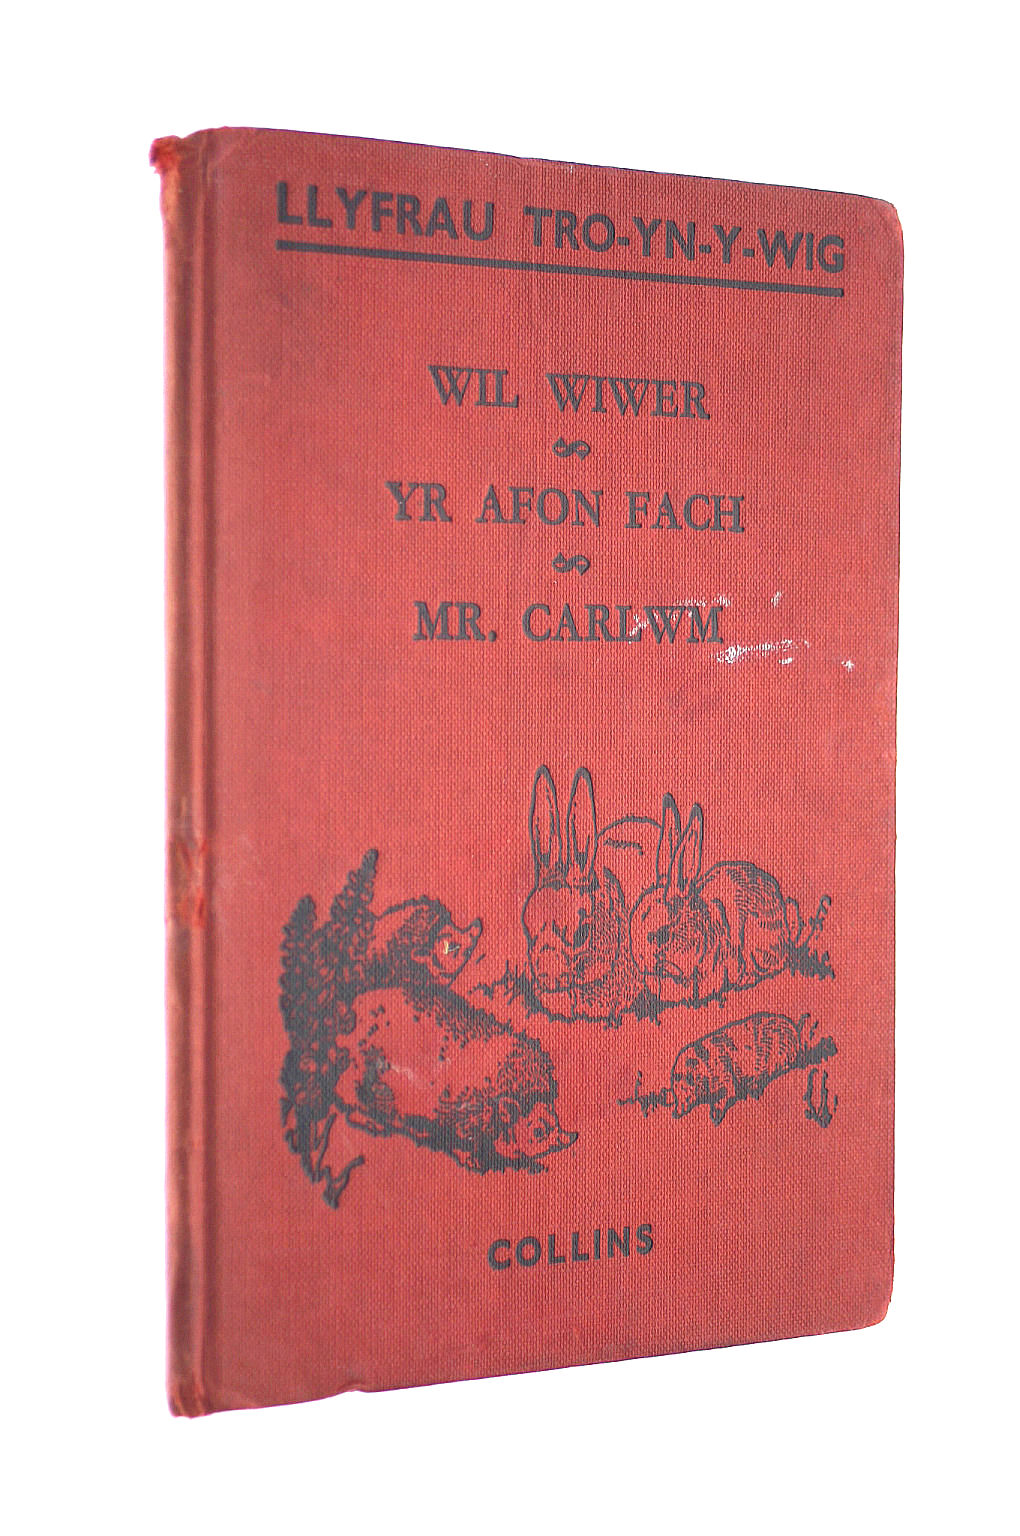 LLYFRAU TRO-YN-Y-WIG
WIL WIWER
YR AFON FACH
MR. CARLWM
COLLINS